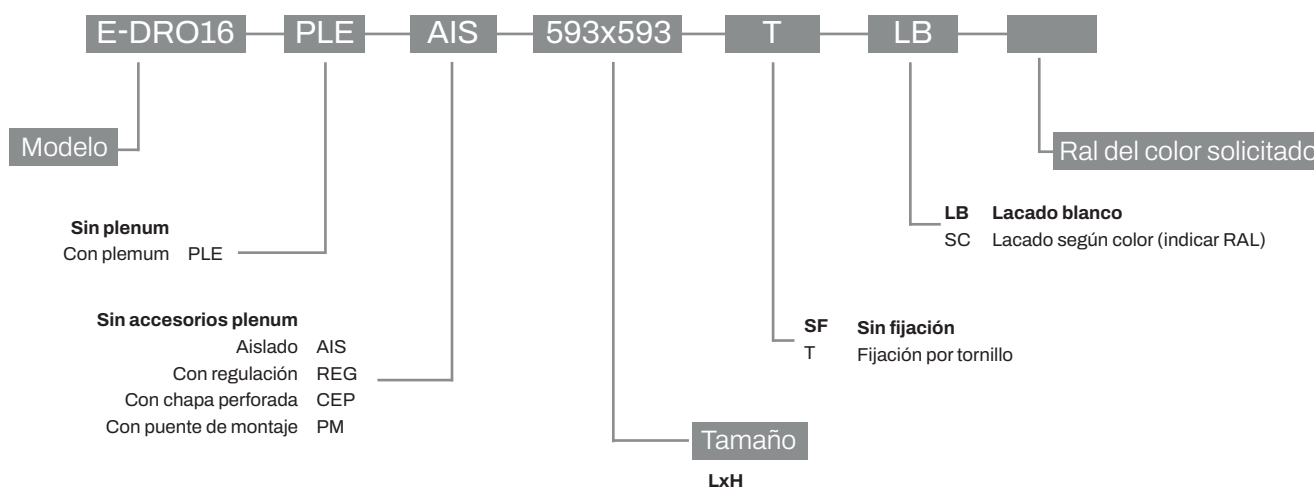 E-DRO16 PLE AIS 593x593 T LB
Modelo
Ral del color solicitado
Sin plenum
Con plemum PLE
LB Lacado blanco
SC Lacado según color (indicar RAL)
Sin accesorios plenum
Aislado AIS
Con regulación REG
Con chapa perforada CEP
Con puente de montaje PM
SF Sin fijación
T Fijación por tornillo
Tamaño
LxH